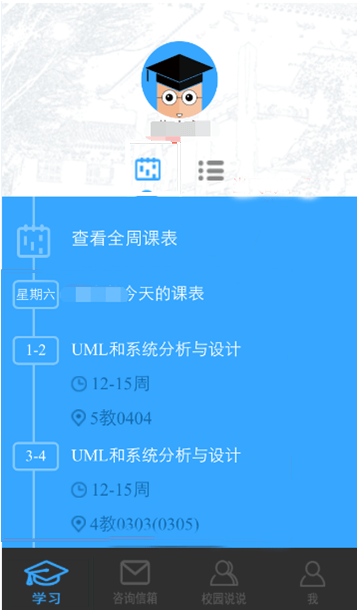 查看全周课表
星期六
今天的课表
1-2
UML和系统分析与设计
12-15周
5教0404
3-4
UML和系统分析与设计
12-15周
4教0303(0305)
学习
咨询信箱
校园说说
我